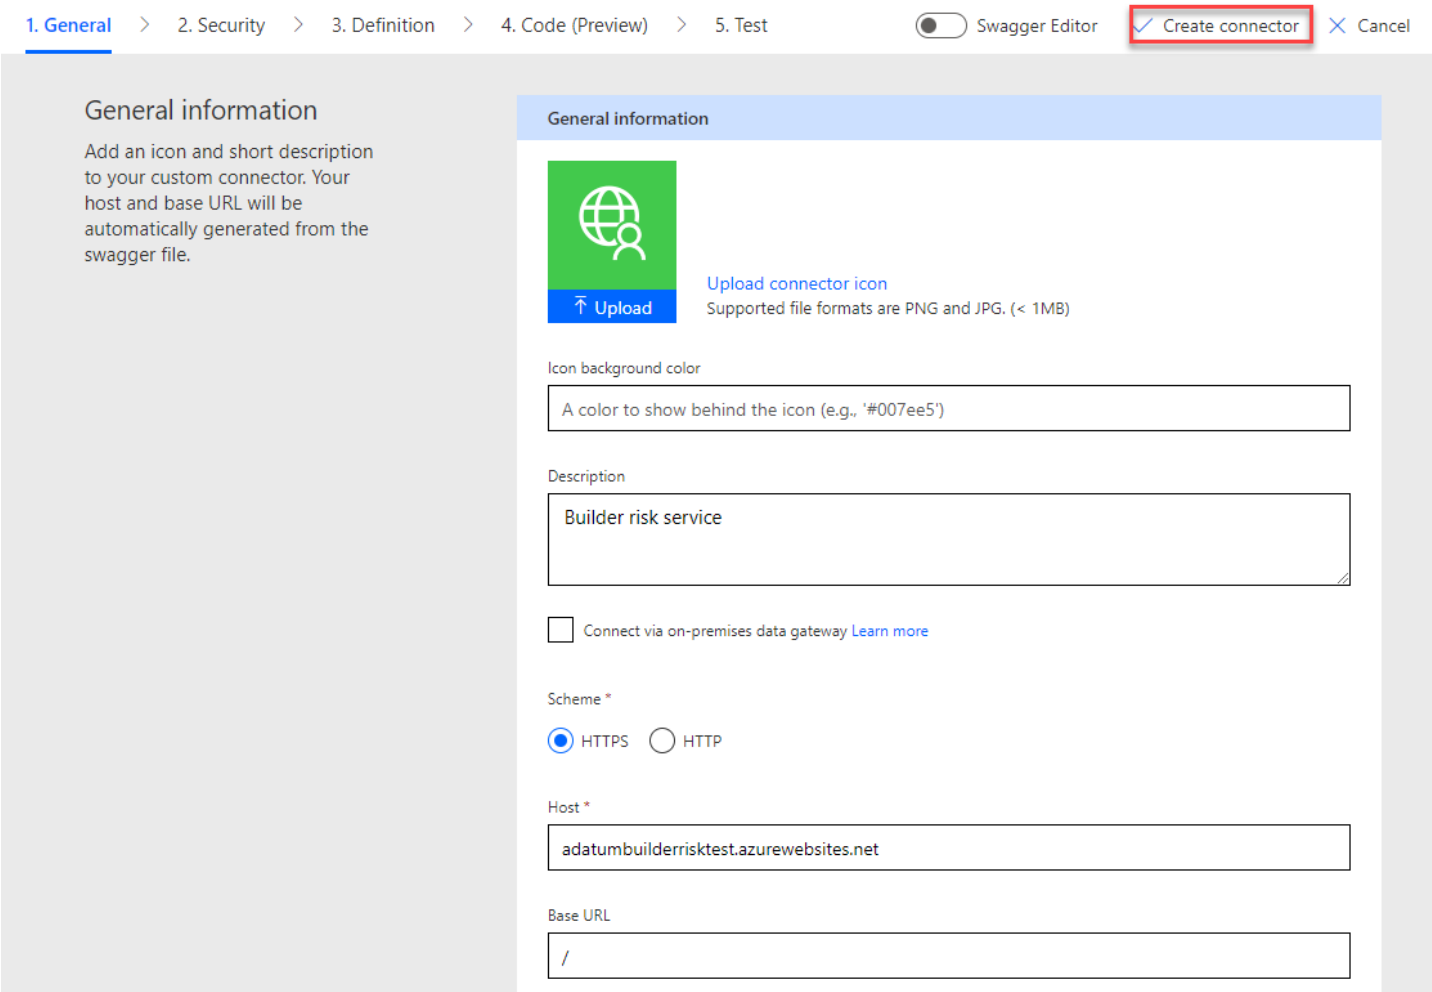 1. General 2. Security 3. Definition 4. Code (Preview) 5. Test Swagger Editor Create connector Cancel
General information
Add an icon and short description
to your custom connector. Your
host and base URL will be
automatically generated from the
swagger file.
General information
Upload
Upload connector icon
Supported file formats are PNG and JPG. (< 1MB)
Icon background color
A color to show behind the icon (e.g., '#007ee5')
Description
Builder risk service
Connect via on-premises data gateway Learn more
Scheme *
HTTPS HTTP
Host *
adatumbuilderrisktest.azurewebsites.net
Base URL
/